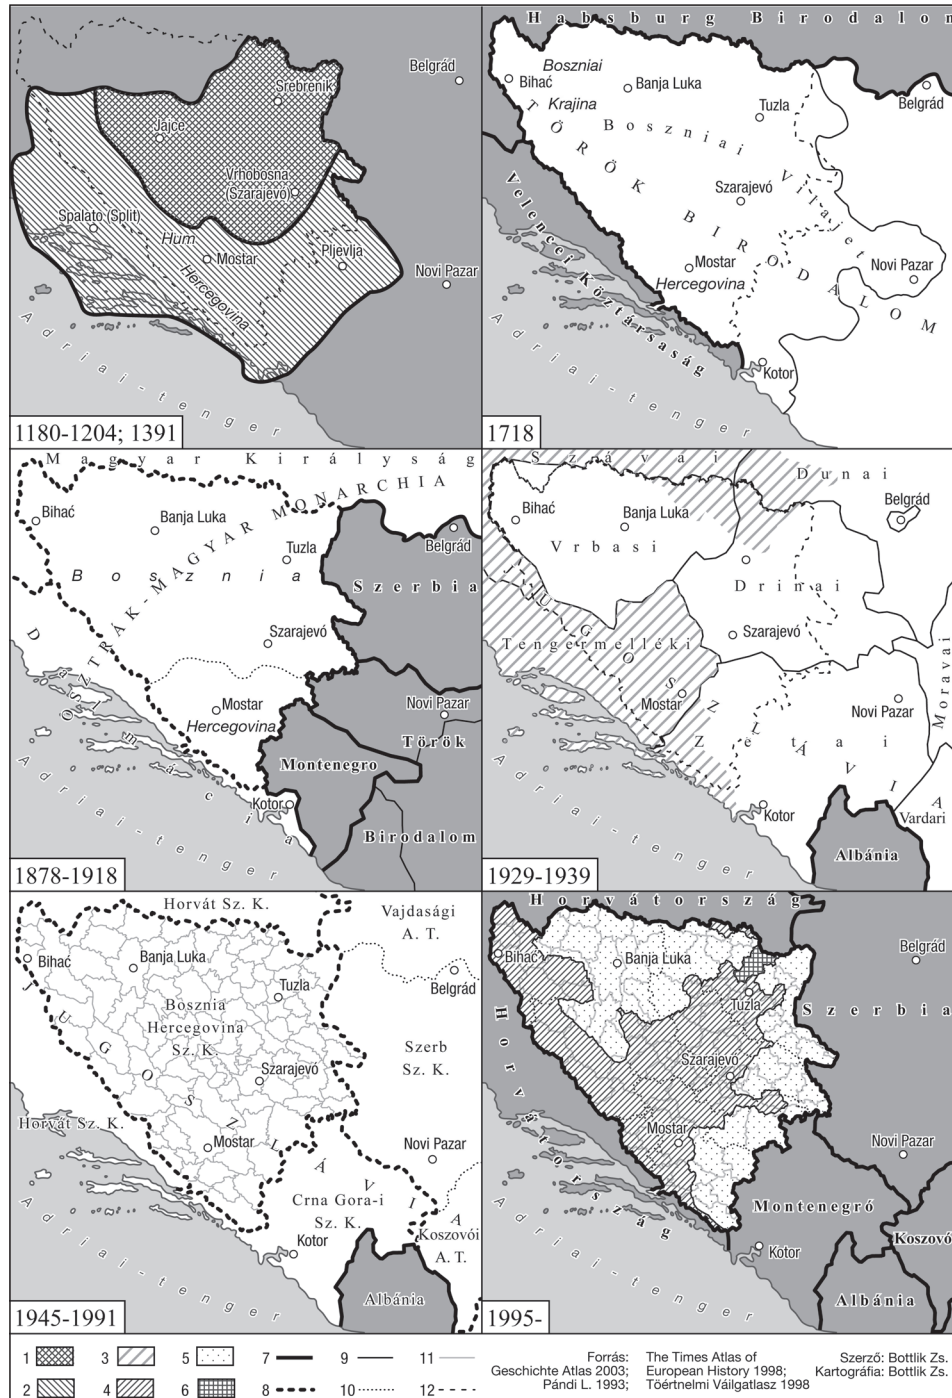 Belgrád
Srebrenik
Jajce
Vrhobosna
(Szarajevó)
Spalato (Split)
Hum
Mostar
Pljevlja
Hercegovina
Novi Pazar
Adriai-tenger
1180-1204; 1391
Habsburg Birodalom
Boszniai
Krajina
Bihać
Banja Luka
Tuzla
Belgrád
Boszniai Vilajet
TÖRÖK BIRODALOM
Szarajevó
Velencei Köztársaság
Mostar
Hercegovina
Novi Pazar
Kotor
Adriai-tenger
1718
Magyar Királyság
OSZTRÁK-MAGYAR MONARCHIA
Bihać
Banja Luka
Belgrád
Tuzla
Bosznia
Szerbia
Szarajevó
Dalmácia
Mostar
Hercegovina
Novi Pazar
Török
Montenegro
Kotor
Birodalom
Adriai-tenger
1878-1918
Szávai
Dunai
Bihać
Banja Luka
Belgrád
Vrbasi
Drinai
JUGOSZLÁVIA
Tengermelléki
Szarajevó
Moravai
Mostar
Novi Pazar
Zetai
Kotor
Vardari
Albánia
Adriai-tenger
1929-1939
Horvát Sz. K.
Vajdasági
A. T.
Bihać
Banja Luka
Belgrád
Tuzla
Bosznia
Hercegovina
Sz. K.
JUGOSZLÁVIA
Szerb
Sz. K.
Szarajevó
Horvát Sz. K.
Mostar
Novi Pazar
Crna Gora-i
Sz. K.
Koszovói
A. T.
Kotor
Albánia
Adriai-tenger
1945-1991
Horvátország
Bihać
Banja Luka
Belgrád
Tuzla
Szerbia
Szarajevó
Horvátország
Mostar
Novi Pazar
Montenegró
Koszovó
Kotor
Albánia
Adriai-tenger
1995-
1 3 5 7 9 11
2 4 6 8 10 12
Forrás: The Times Atlas of
Geschichte Atlas 2003; European History 1998;
Pándi L. 1993; Töértnelmi Váilgatlasz 1998
Szerző: Bottlik Zs.
Kartográfia: Bottlik Zs.